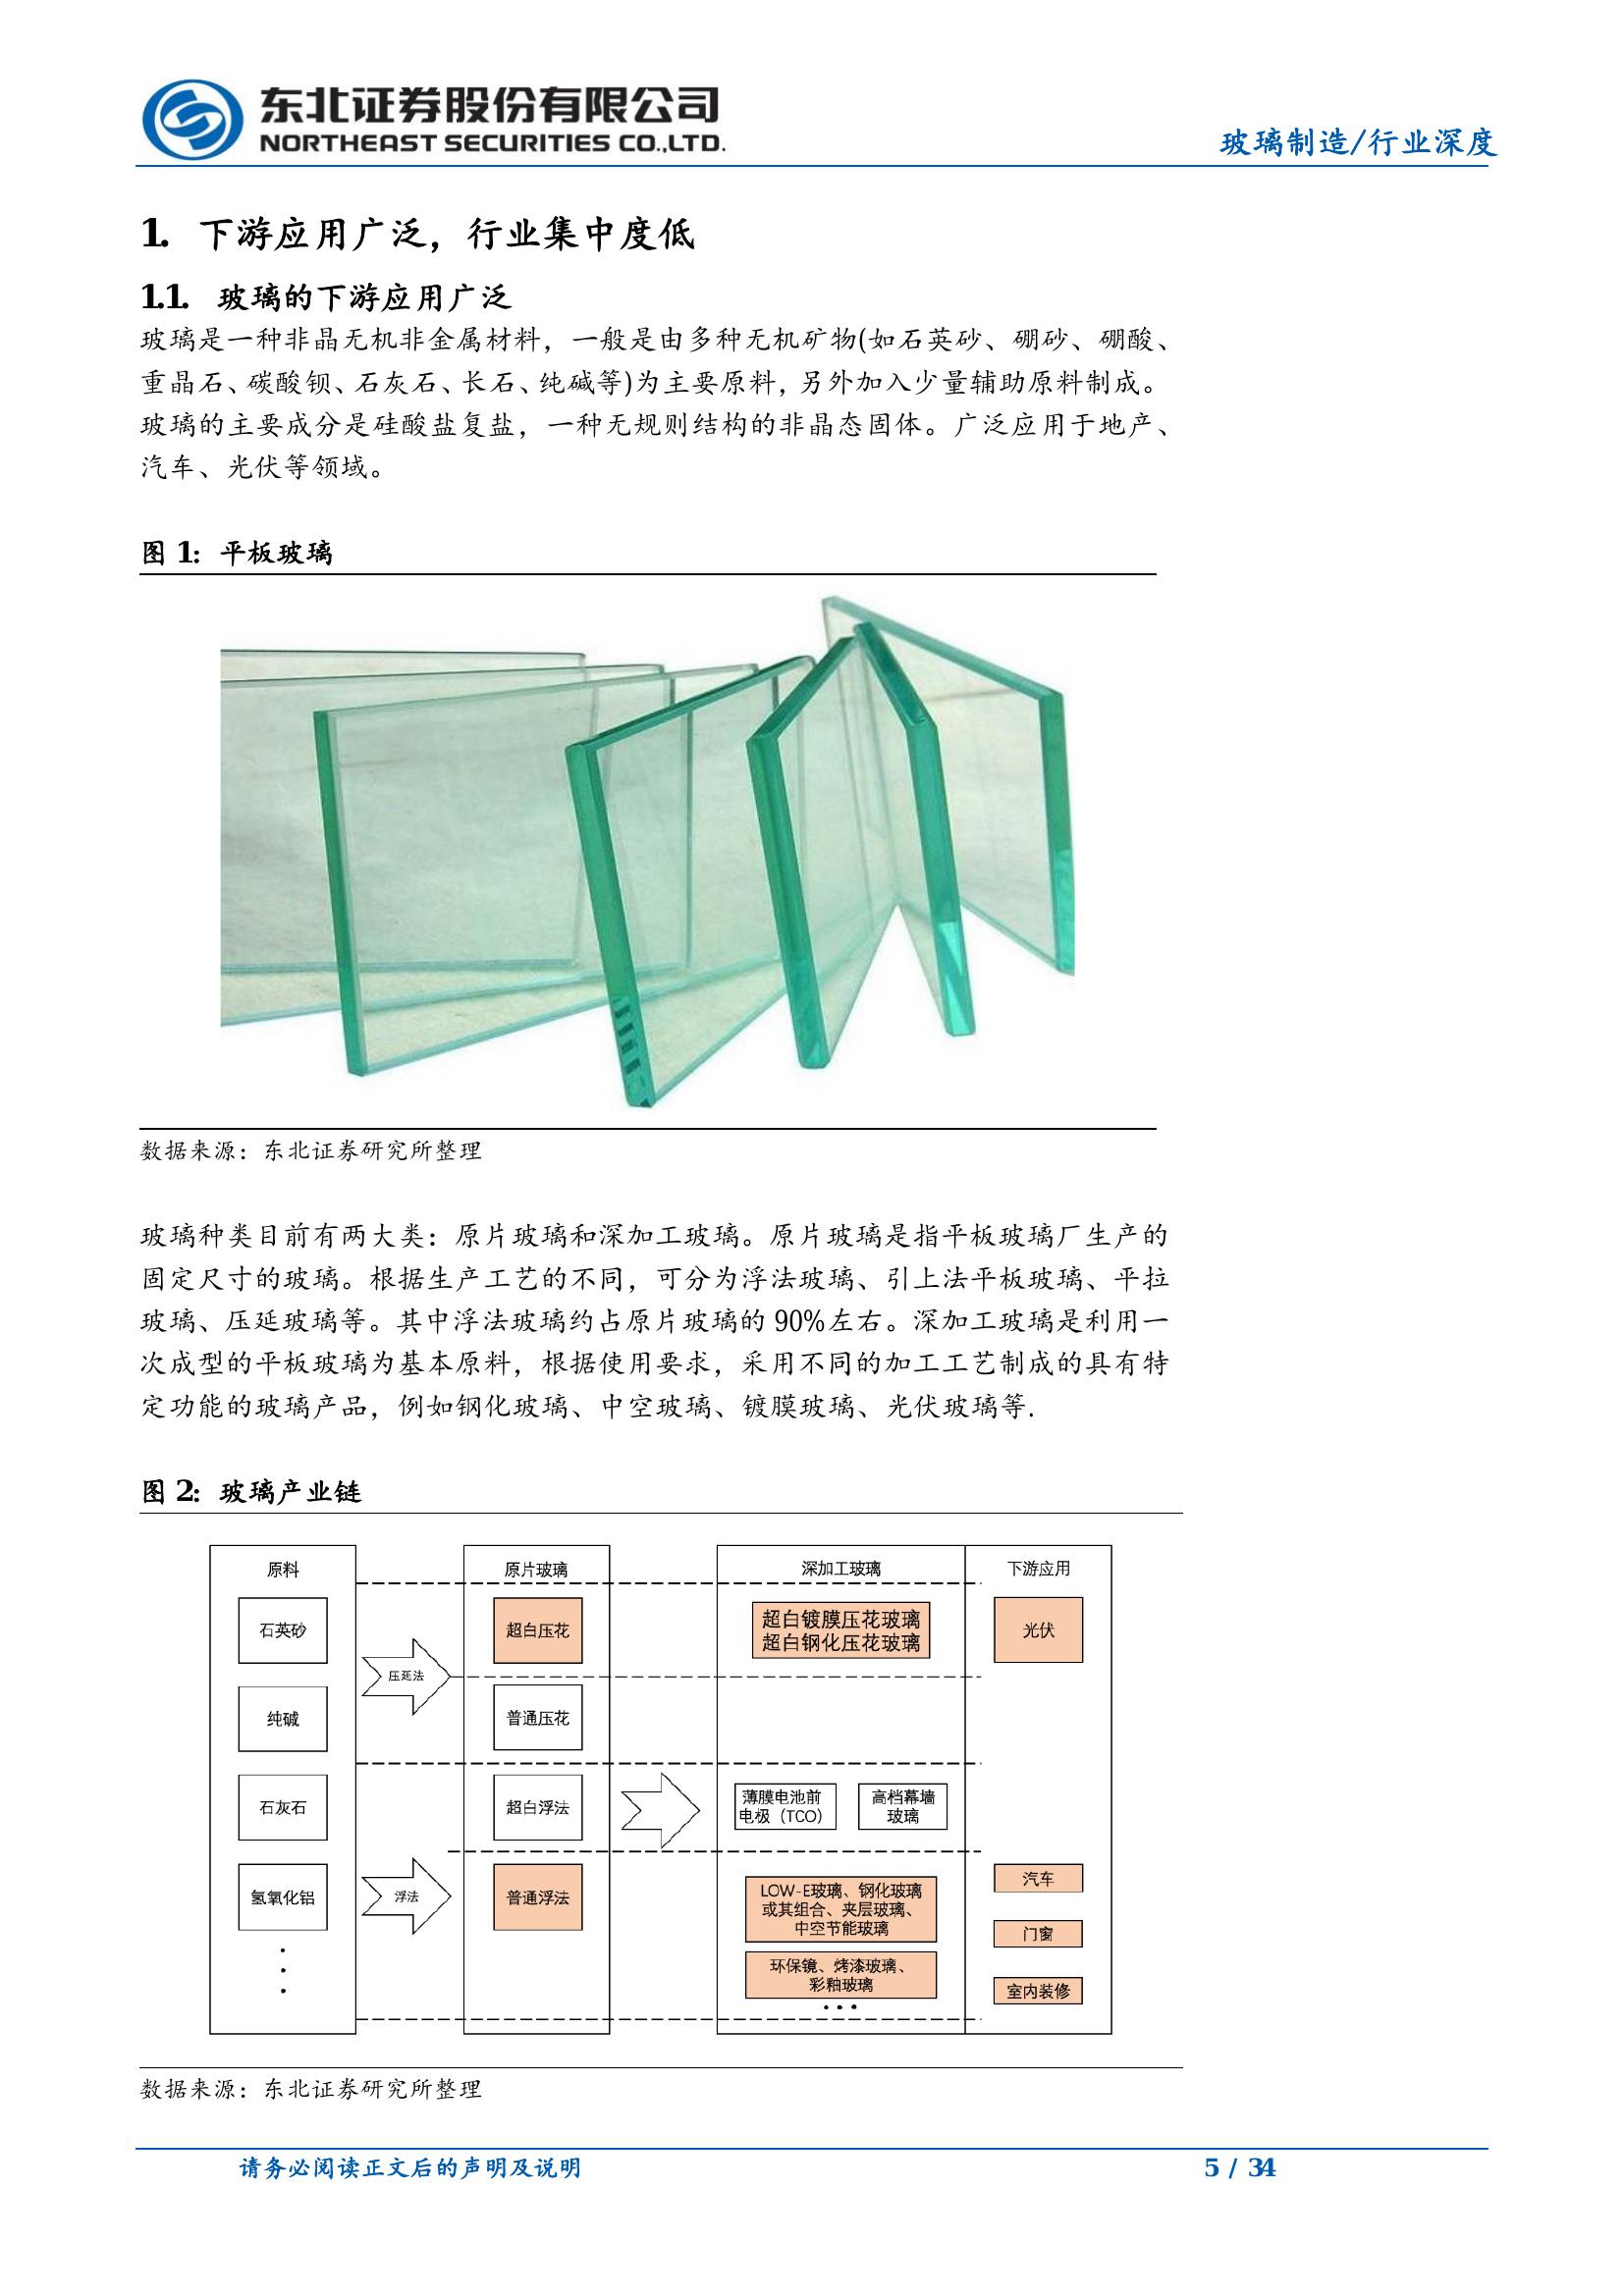 东北证券股份有限公司
NORTHEAST SECURITIES CO.,LTD.
玻璃制造/行业深度
1. 下游应用广泛，行业集中度低
1.1. 玻璃的下游应用广泛
玻璃是一种非晶无机非金属材料，一般是由多种无机矿物(如石英砂、硼砂、硼酸、
重晶石、碳酸钡、石灰石、长石、纯碱等)为主要原料，另外加入少量辅助原料制成。
玻璃的主要成分是硅酸盐复盐，一种无规则结构的非晶态固体。广泛应用于地产、
汽车、光伏等领域。
图 1：平板玻璃
数据来源：东北证券研究所整理
玻璃种类目前有两大类：原片玻璃和深加工玻璃。原片玻璃是指平板玻璃厂生产的
固定尺寸的玻璃。根据生产工艺的不同，可分为浮法玻璃、引上法平板玻璃、平拉
玻璃、压延玻璃等。其中浮法玻璃约占原片玻璃的 90%左右。深加工玻璃是利用一
次成型的平板玻璃为基本原料，根据使用要求，采用不同的加工工艺制成的具有特
定功能的玻璃产品，例如钢化玻璃、中空玻璃、镀膜玻璃、光伏玻璃等.
图 2：玻璃产业链
原料
石英砂
纯碱
石灰石
氢氧化铝
压延法
浮法
原片玻璃
超白压花
普通压花
超白浮法
普通浮法
深加工玻璃
超白镀膜压花玻璃
超白钢化压花玻璃
薄膜电池前
电极（TCO）
高档幕墙
玻璃
LOW-E玻璃、钢化玻璃
或其组合、夹层玻璃、
中空节能玻璃
环保镜、烤漆玻璃、
彩釉玻璃
下游应用
光伏
汽车
门窗
室内装修
数据来源：东北证券研究所整理
请务必阅读正文后的声明及说明
5 / 34